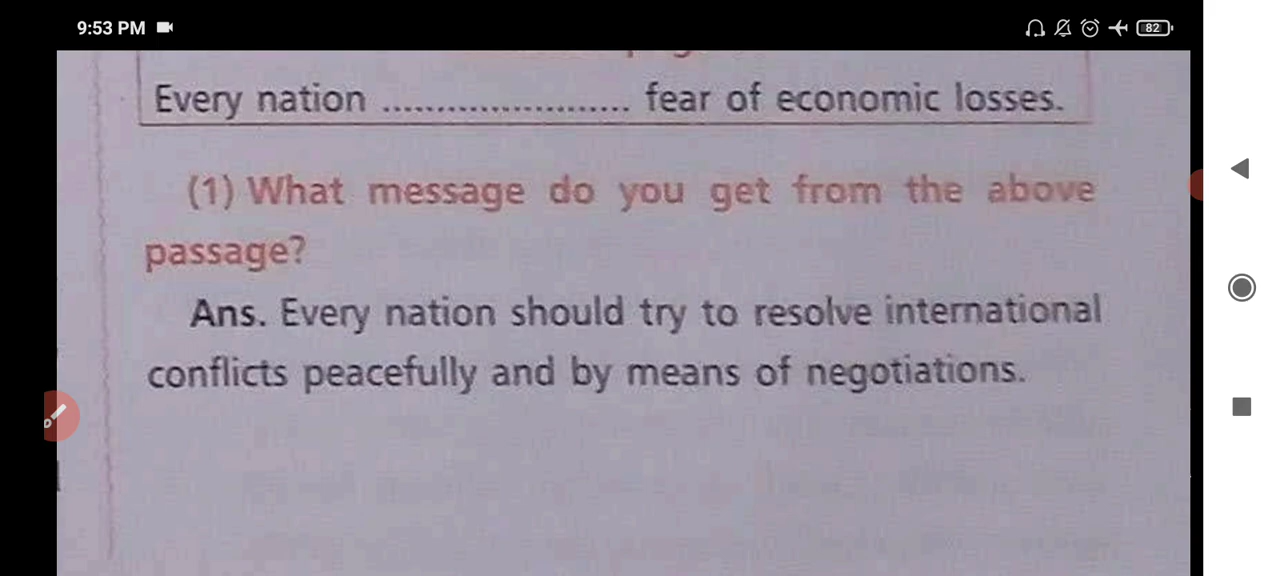 9:53 PM
82
Every nation ....................... fear of economic losses.
(1) What message do you get from the above
passage?
Ans. Every nation should try to resolve international
conflicts peacefully and by means of negotiations.